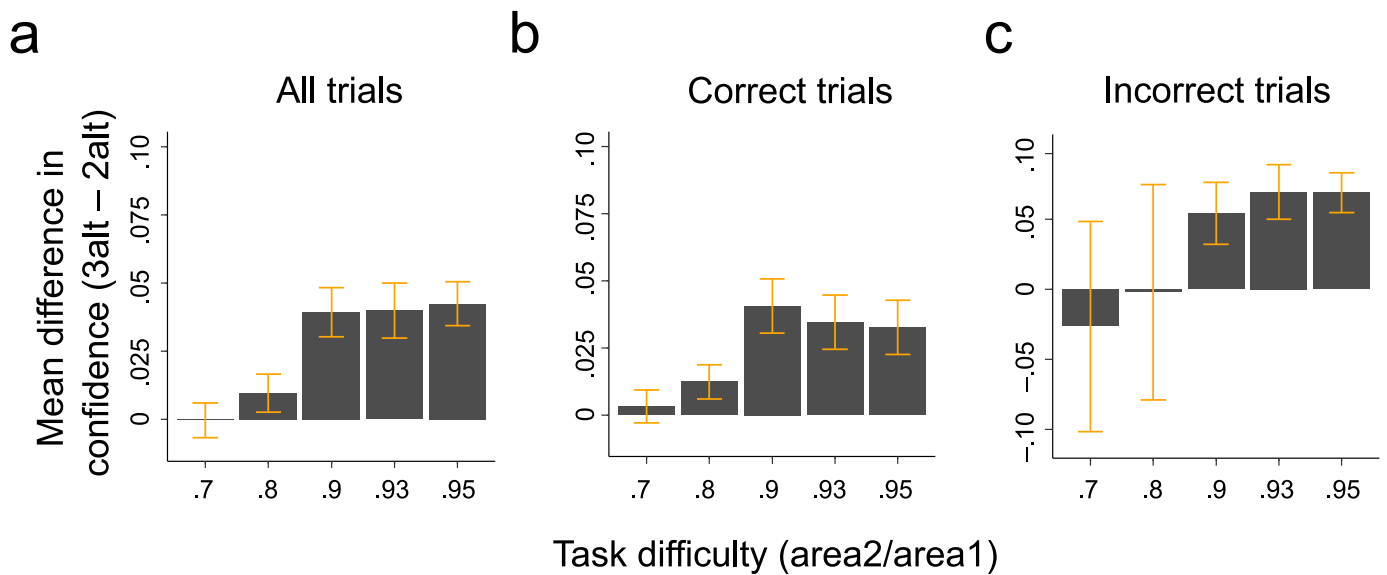 a
b
c
All trials
Correct trials
Incorrect trials
Mean difference in
confidence (3alt – 2alt)
.10
.075
.05
.025
0
.7 .8 .9 .93 .95
.10
.075
.05
.025
0
.7 .8 .9 .93 .95
.10
0.05
0
−.05
−.10
.7 .8 .9 .93 .95
Task difficulty (area2/area1)